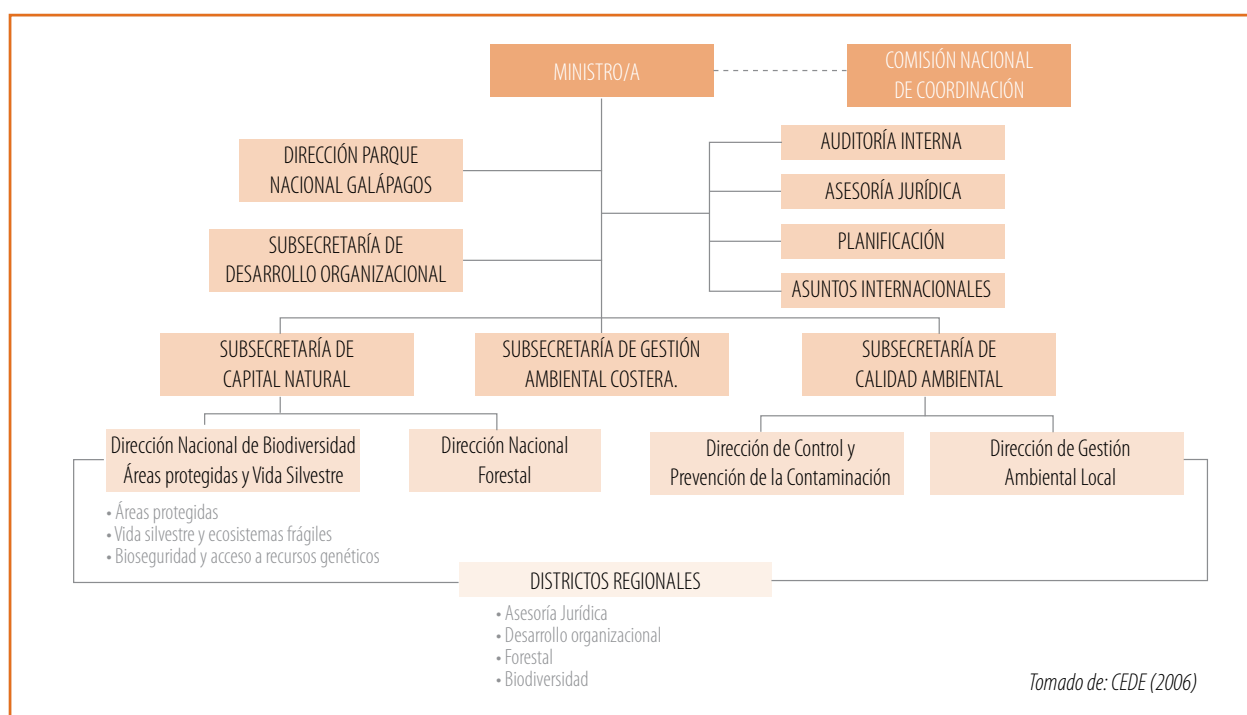 MINISTRO/A
COMISIÓN NACIONAL
DE COORDINACIÓN
DIRECCIÓN PARQUE
NACIONAL GALÁPAGOS
SUBSECRETARÍA DE
DESARROLLO ORGANIZACIONAL
AUDITORÍA INTERNA
ASESORÍA JURÍDICA
PLANIFICACIÓN
ASUNTOS INTERNACIONALES
SUBSECRETARÍA DE
CAPITAL NATURAL
SUBSECRETARÍA DE GESTIÓN
AMBIENTAL COSTERA.
SUBSECRETARÍA DE
CALIDAD AMBIENTAL
Dirección Nacional de Biodiversidad
Áreas protegidas y Vida Silvestre
Dirección Nacional
Forestal
Dirección de Control y
Prevención de la Contaminación
Dirección de Gestión
Ambiental Local
• Áreas protegidas
• Vida silvestre y ecosistemas frágiles
• Bioseguridad y acceso a recursos genéticos
DISTRICTOS REGIONALES
• Asesoría Jurídica
• Desarrollo organizacional
• Forestal
• Biodiversidad
Tomado de: CEDE (2006)